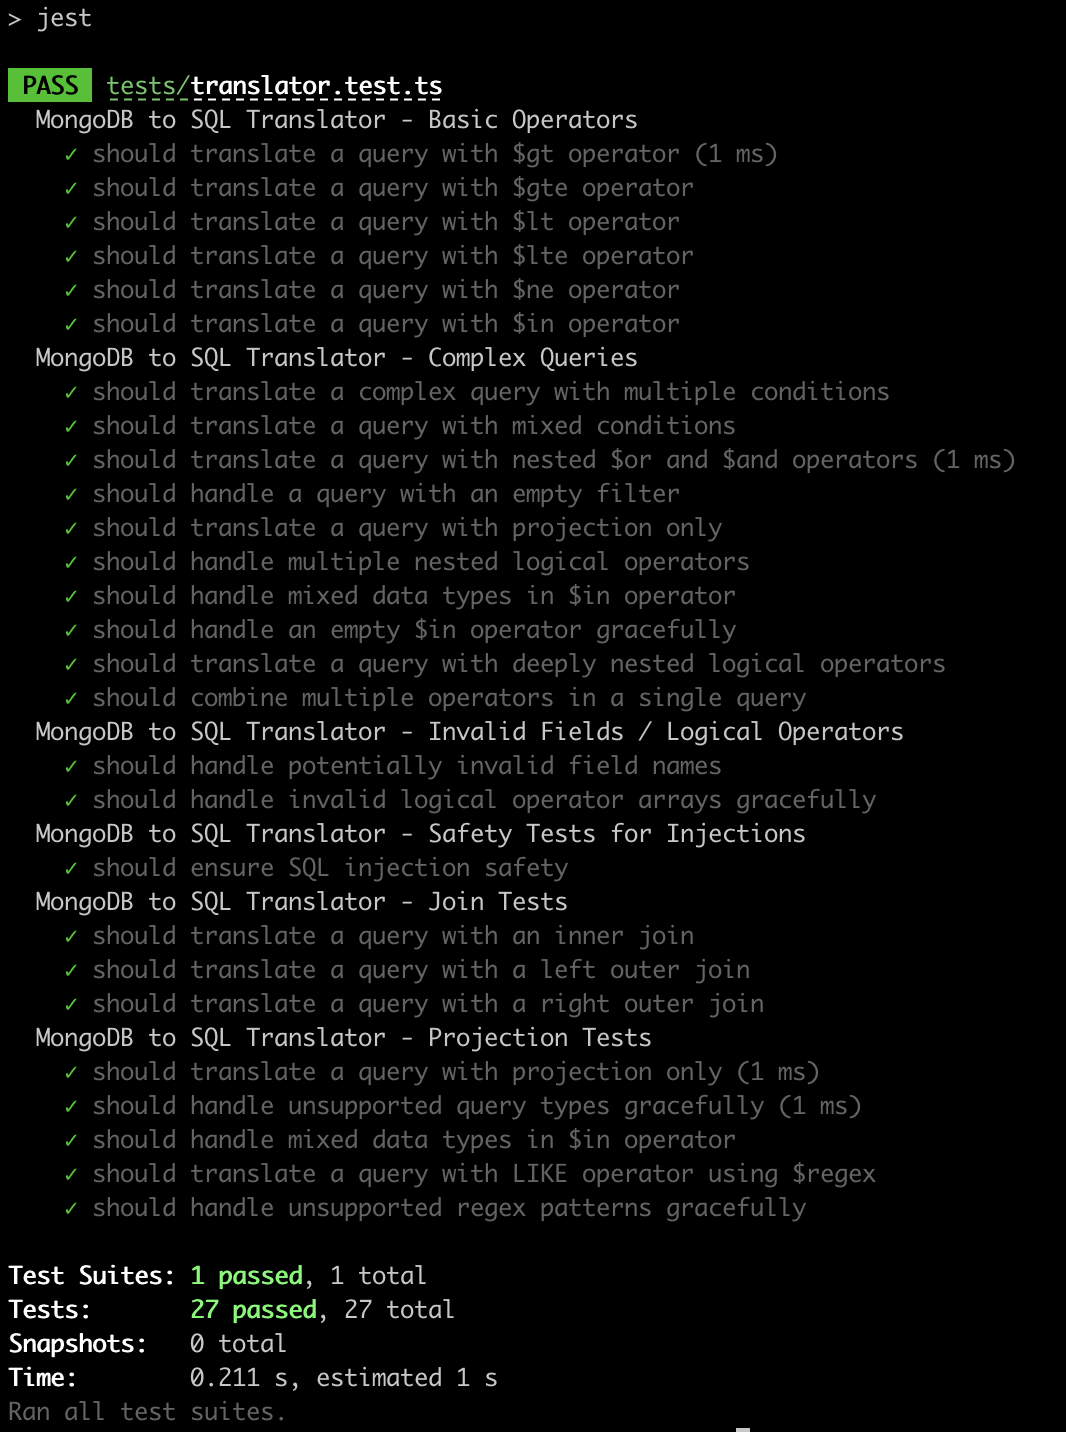 > jest
PASS tests/translator.test.ts
MongoDB to SQL Translator - Basic Operators
✓ should translate a query with $gt operator (1 ms)
✓ should translate a query with $gte operator
✓ should translate a query with $lt operator
✓ should translate a query with $lte operator
✓ should translate a query with $ne operator
✓ should translate a query with $in operator
MongoDB to SQL Translator - Complex Queries
✓ should translate a complex query with multiple conditions
✓ should translate a query with mixed conditions
✓ should translate a query with nested $or and $and operators (1 ms)
✓ should handle a query with an empty filter
✓ should translate a query with projection only
✓ should handle multiple nested logical operators
✓ should handle mixed data types in $in operator
✓ should handle an empty $in operator gracefully
✓ should translate a query with deeply nested logical operators
✓ should combine multiple operators in a single query
MongoDB to SQL Translator - Invalid Fields / Logical Operators
✓ should handle potentially invalid field names
✓ should handle invalid logical operator arrays gracefully
MongoDB to SQL Translator - Safety Tests for Injections
✓ should ensure SQL injection safety
MongoDB to SQL Translator - Join Tests
✓ should translate a query with an inner join
✓ should translate a query with a left outer join
✓ should translate a query with a right outer join
MongoDB to SQL Translator - Projection Tests
✓ should translate a query with projection only (1 ms)
✓ should handle unsupported query types gracefully (1 ms)
✓ should handle mixed data types in $in operator
✓ should translate a query with LIKE operator using $regex
✓ should handle unsupported regex patterns gracefully
Test Suites: 1 passed, 1 total
Tests: 27 passed, 27 total
Snapshots: 0 total
Time: 0.211 s, estimated 1 s
Ran all test suites.